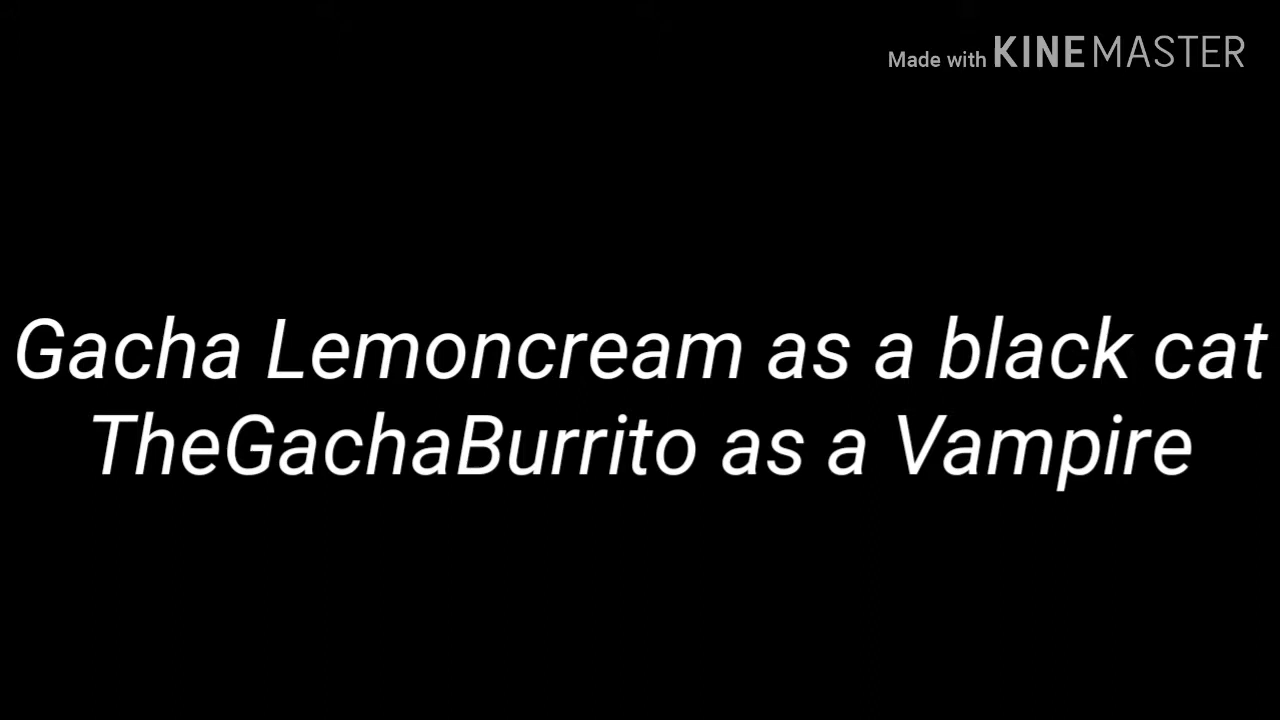 Made with KINEMASTER
Gacha Lemoncream as a black cat
TheGachaBurrito as a Vampire